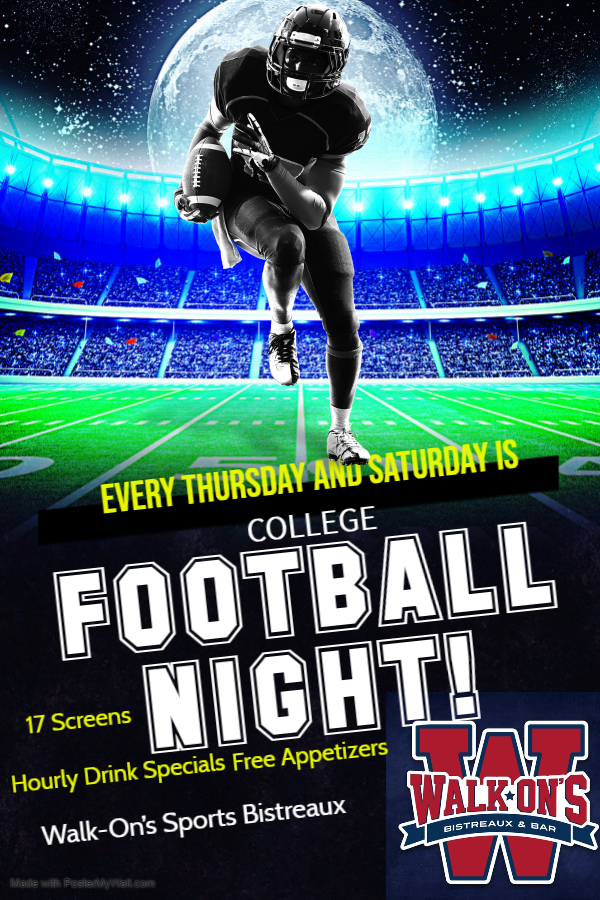 EVERY THURSDAY AND SATURDAY IS
COLLEGE
FOOTBALL
NIGHT!
17 Screens
Hourly Drink Specials Free Appetizers
Walk-On's Sports Bistreaux
W
WALK-ON'S
BISTREAUX & BAR
Made with PosterMyWall.com